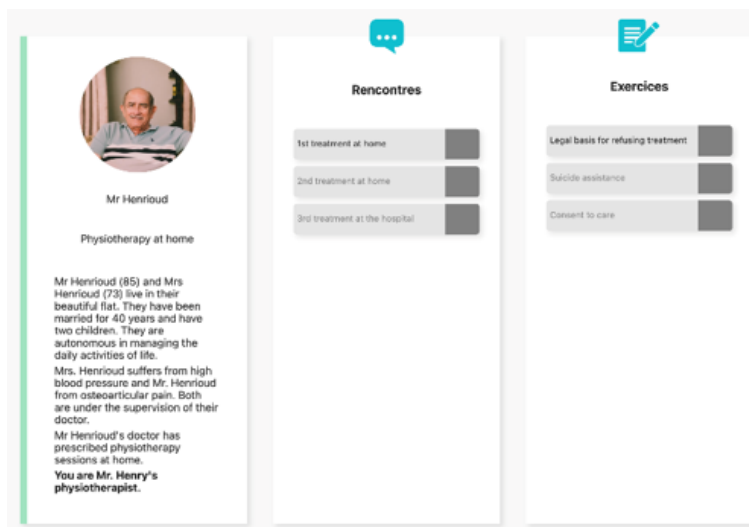 Mr Henrioud
Physiotherapy at home
Mr Henrioud (85) and Mrs
Henrioud (73) live in their
beautiful flat. They have been
married for 40 years and have
two children. They are
autonomous in managing the
daily activities of life.
Mrs. Henrioud suffers from high
blood pressure and Mr. Henrioud
from osteoarticular pain. Both
are under the supervision of their
doctor.
Mr Henrioud's doctor has
prescribed physiotherapy
sessions at home.
You are Mr. Henry's
physiotherapist.
Rencontres
1st treatment at home
2nd treatment at home
3rd treatment at the hospital
Exercices
Legal basis for refusing treatment
Suicide assistance
Consent to care